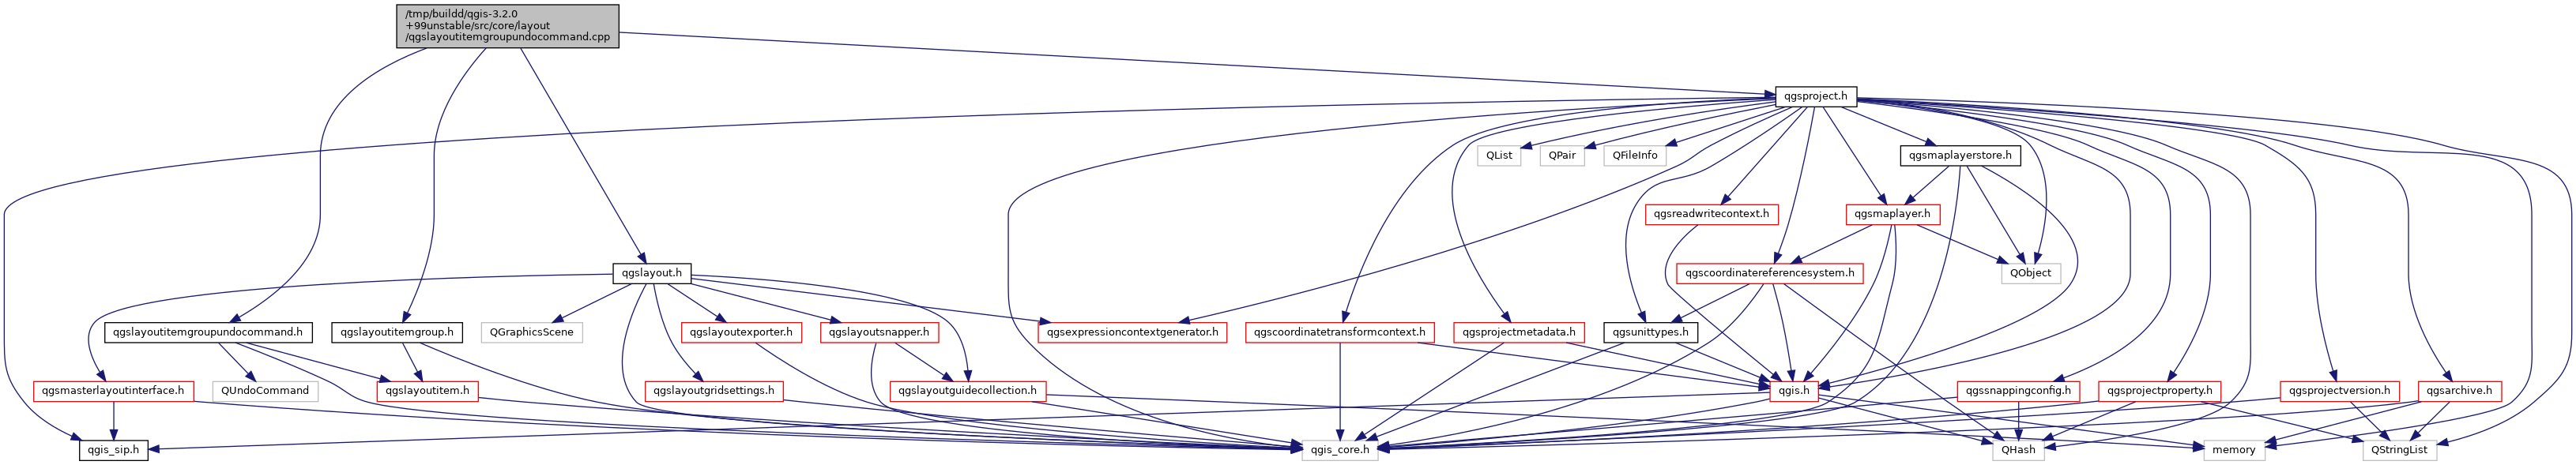 /tmp/buildd/qgis-3.2.0
+99unstable/src/core/layout
/qgslayoutitemgroupundocommand.cpp
qgsproject.h
QList
QPair
QFileInfo
qgsmaplayerstore.h
qgsreadwritecontext.h
qgsmaplayer.h
qgslayout.h
qgscoordinatereferencesystem.h
QObject
qgslayoutitemgroupundocommand.h
qgslayoutitemgroup.h
QGraphicsScene
qgslayoutexporter.h
qgslayoutsnapper.h
qgsexpressioncontextgenerator.h
qgscoordinatetransformcontext.h
qgsprojectmetadata.h
qgsunittypes.h
qgsmasterlayoutinterface.h
QUndoCommand
qgslayoutitem.h
qgslayoutgridsettings.h
qgslayoutguidecollection.h
qgis.h
qgssnappingconfig.h
qgsprojectproperty.h
qgsprojectversion.h
qgsarchive.h
qgis_sip.h
qgis_core.h
QHash
memory
QStringList